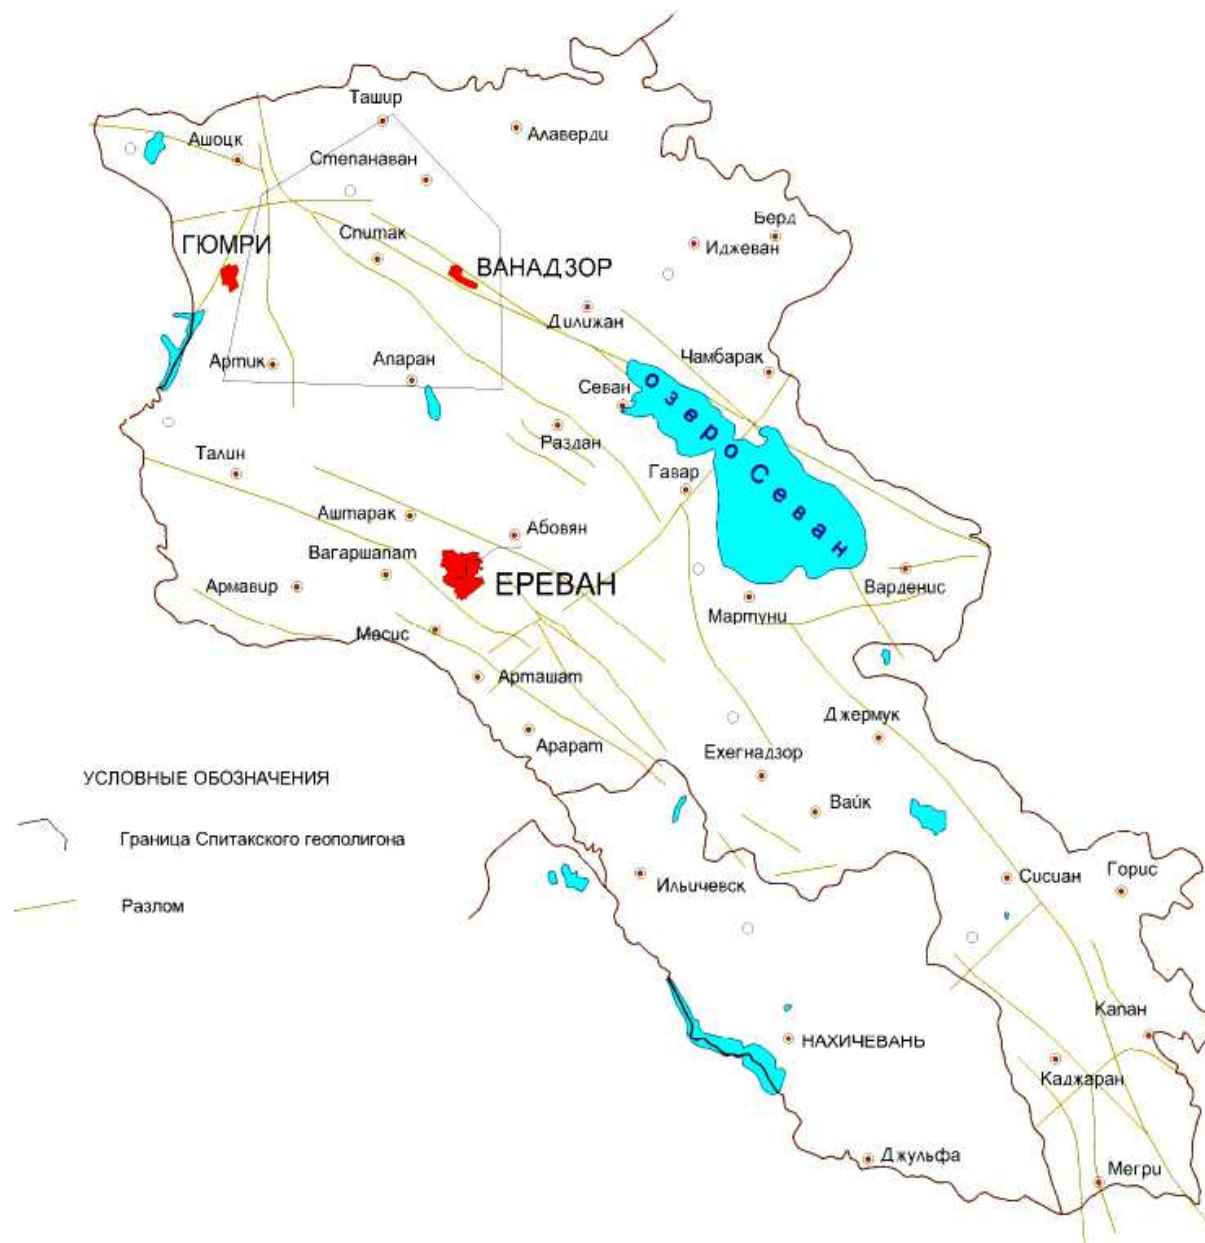 Ташир
Алаверди
Ашоцк
Степанаван
Берд
Иджеван
ГЮМРИ
Спитак
ВАНАДЗОР
Дилижан
Чамбарак
Артик
Апаран
Севан
озеро Севан
Раздан
Талин
Гавар
Аштарак
Абовян
Вагаршапат
Армавир
ЕРЕВАН
Варденис
Мартуни
Масис
Арташат
Джермук
Арарат
Ехегнадзор
УСЛОВНЫЕ ОБОЗНАЧЕНИЯ
Вайк
Граница Спитакского геополигона
Ильичевск
Сисиан
Горис
Разлом
Капан
НАХИЧЕВАНЬ
Каджаран
Джульфа
Мегри